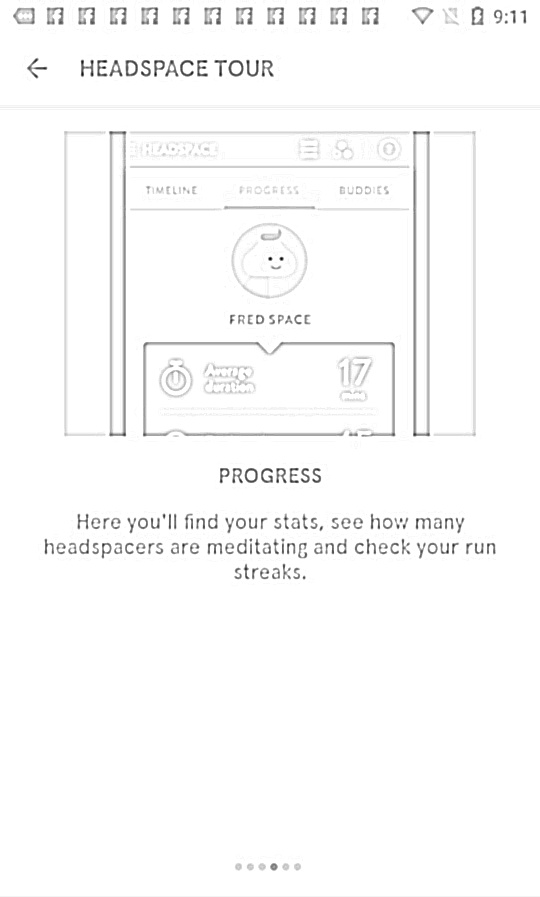 9:11
HEADSPACE TOUR
HEADSPACE
TIMELINE PROGRESS BUDDIES
FRED SPACE
Average 17
duration mins
PROGRESS
Here you'll find your stats, see how many
headspacers are meditating and check your run
streaks.